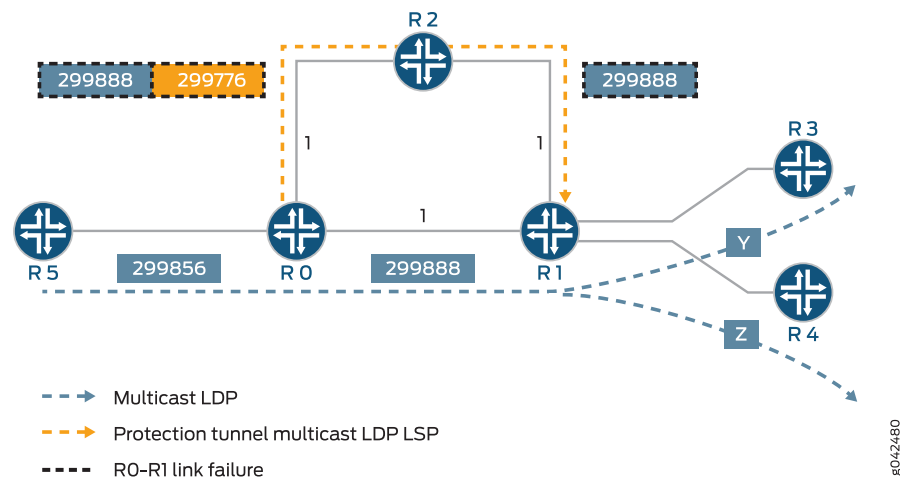 R 2
299888 299776 299888
R 3
1 1
1
Y
R 5 299856 R 0 299888 R 1
Z
R 4
Multicast LDP
Protection tunnel multicast LDP LSP
R0-R1 link failure
g042480